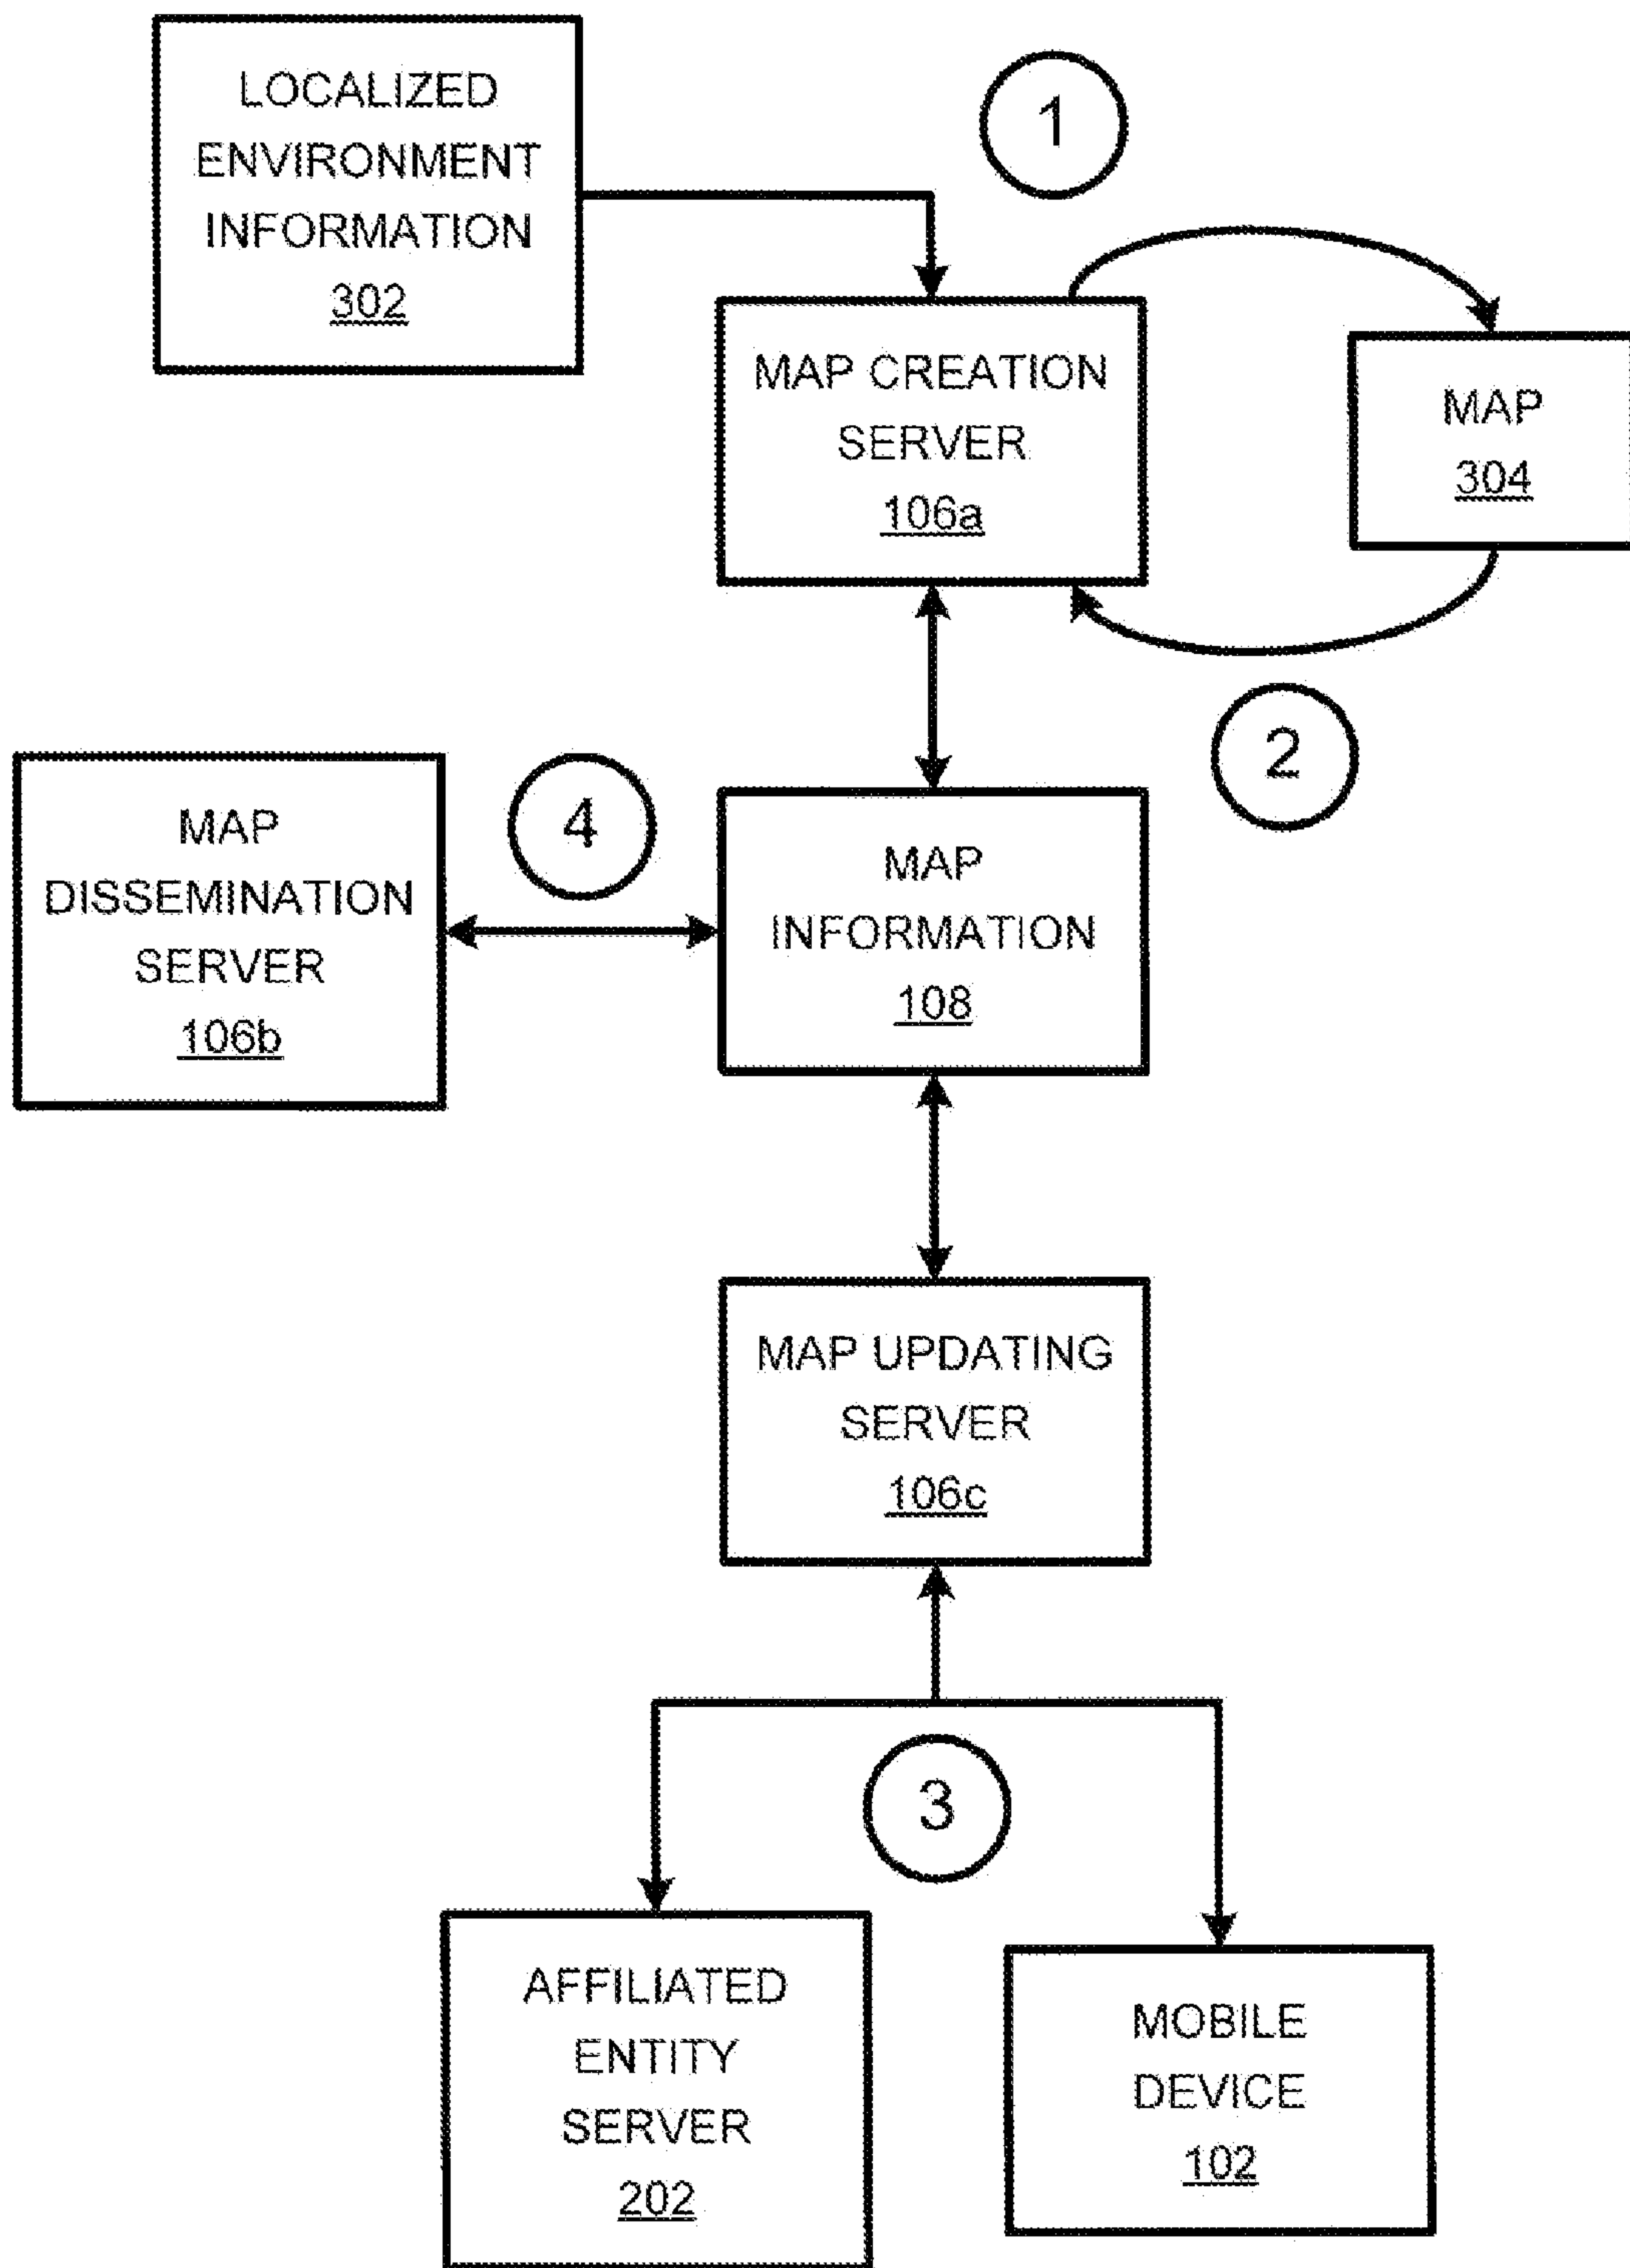 LOCALIZED
ENVIRONMENT
INFORMATION
302
1
MAP CREATION
SERVER
106a
MAP
304
2
MAP
DISSEMINATION
SERVER
106b
4
MAP
INFORMATION
108
MAP UPDATING
SERVER
106c
3
AFFILIATED
ENTITY
SERVER
202
MOBILE
DEVICE
102